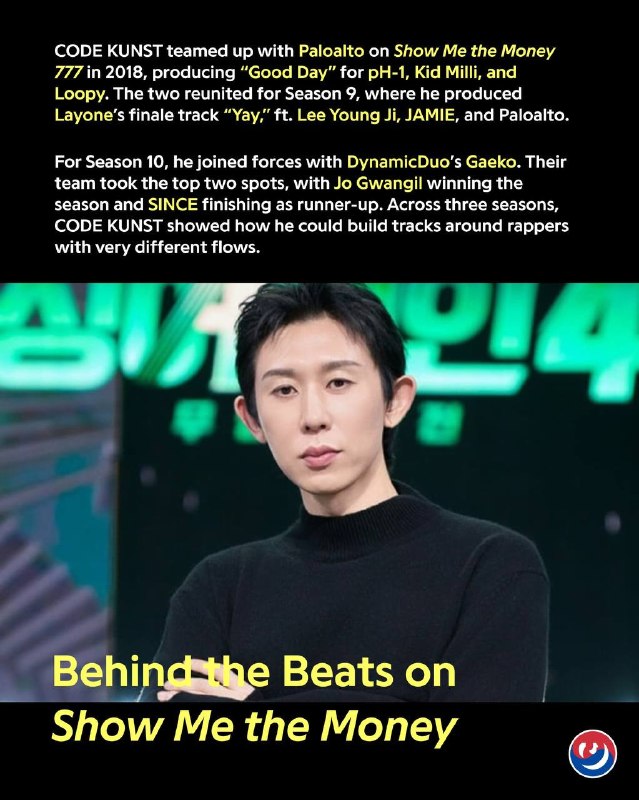 CODE KUNST teamed up with Paloalto on Show Me the Money
777 in 2018, producing “Good Day” for pH-1, Kid Milli, and
Loopy. The two reunited for Season 9, where he produced
Layone’s finale track “Yay,” ft. Lee Young Ji, JAMIE, and Paloalto.
For Season 10, he joined forces with DynamicDuo’s Gaeko. Their
team took the top two spots, with Jo Gwangil winning the
season and SINCE finishing as runner-up. Across three seasons,
CODE KUNST showed how he could build tracks around rappers
with very different flows.
Behind the Beats on
Show Me the Money